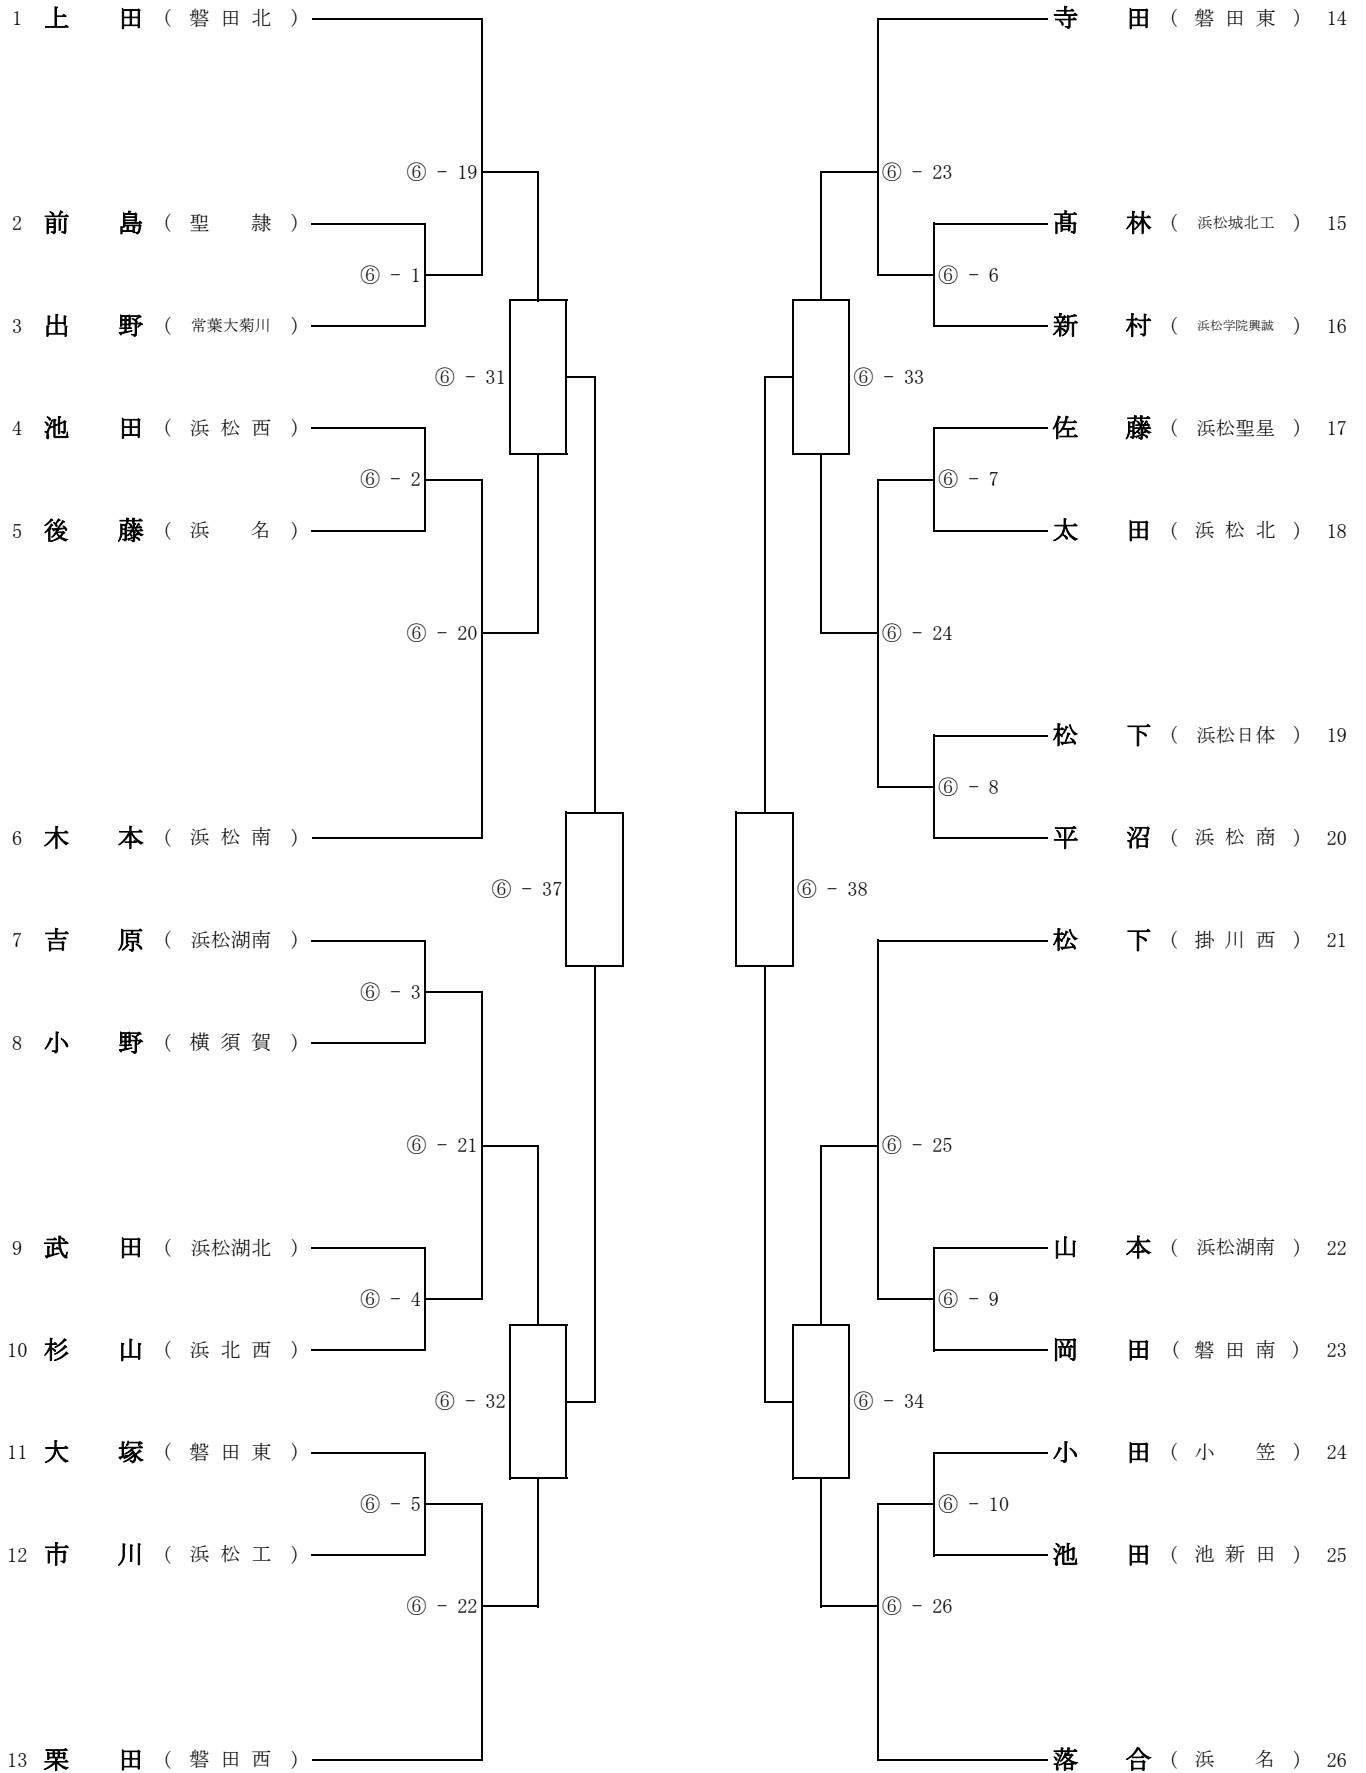 1 上 田 ( 磐 田 北 )
⑥ - 19
2 前 島 ( 聖 隷 )
⑥ - 1
3 出 野 ( 常葉大菊川 )
⑥ - 31
4 池 田 ( 浜 松 西 )
⑥ - 2
5 後 藤 ( 浜 名 )
⑥ - 20
6 木 本 ( 浜 松 南 )
⑥ - 37
7 吉 原 ( 浜松湖南 )
⑥ - 3
8 小 野 ( 横 須 賀 )
⑥ - 21
9 武 田 ( 浜松湖北 )
⑥ - 4
10 杉 山 ( 浜 北 西 )
⑥ - 32
11 大 塚 ( 磐 田 東 )
⑥ - 5
12 市 川 ( 浜 松 工 )
⑥ - 22
13 栗 田 ( 磐 田 西 )
寺 田 ( 磐 田 東 ) 14
⑥ - 23
髙 林 ( 浜松城北工 ) 15
⑥ - 6
新 村 ( 浜松学院興誠 ) 16
⑥ - 33
佐 藤 ( 浜松聖星 ) 17
⑥ - 7
太 田 ( 浜 松 北 ) 18
⑥ - 24
松 下 ( 浜松日体 ) 19
⑥ - 8
平 沼 ( 浜 松 商 ) 20
⑥ - 38
松 下 ( 掛 川 西 ) 21
⑥ - 25
山 本 ( 浜松湖南 ) 22
⑥ - 9
岡 田 ( 磐 田 南 ) 23
⑥ - 34
小 田 ( 小 笠 ) 24
⑥ - 10
池 田 ( 池 新 田 ) 25
⑥ - 26
落 合 ( 浜 名 ) 26